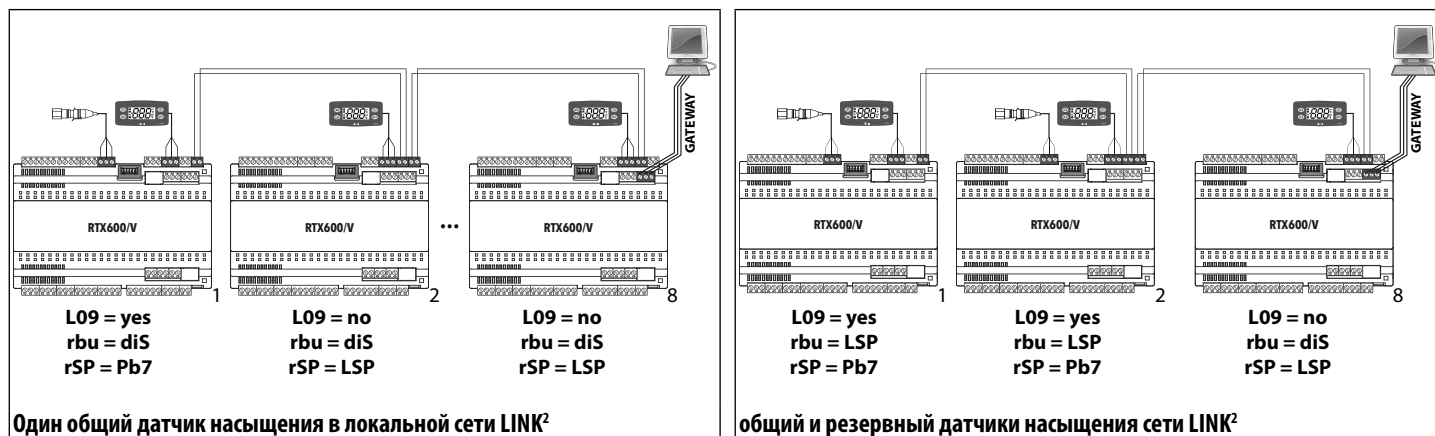 GATEWAY
RTX600/V
RTX600/V
...
RTX600/V
1
2
8
L09 = yes
rbu = diS
rSP = Pb7
L09 = no
rbu = diS
rSP = LSP
L09 = no
rbu = diS
rSP = LSP
Один общий датчик насыщения в локальной сети LINK²
GATEWAY
RTX600/V
RTX600/V
RTX600/V
1
2
8
L09 = yes
rbu = LSP
rSP = Pb7
L09 = yes
rbu = LSP
rSP = Pb7
L09 = no
rbu = diS
rSP = LSP
общий и резервный датчики насыщения сети LINK²